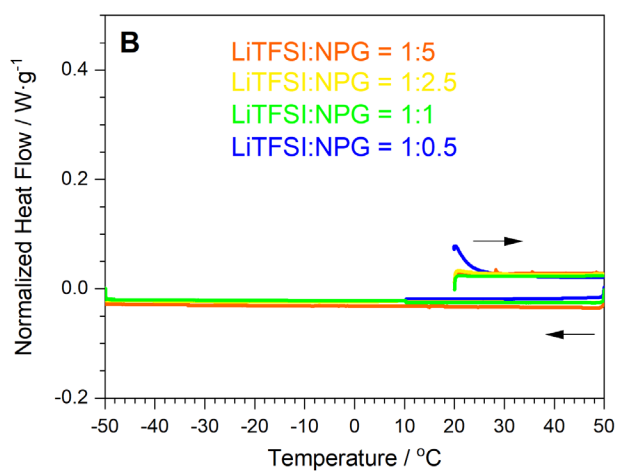 B
LiTFSI:NPG = 1:5
LiTFSI:NPG = 1:2.5
LiTFSI:NPG = 1:1
LiTFSI:NPG = 1:0.5
Normalized Heat Flow / W·g⁻¹
0.4
0.2
0.0
-0.2
-50 -40 -30 -20 -10 0 10 20 30 40 50
Temperature / °C